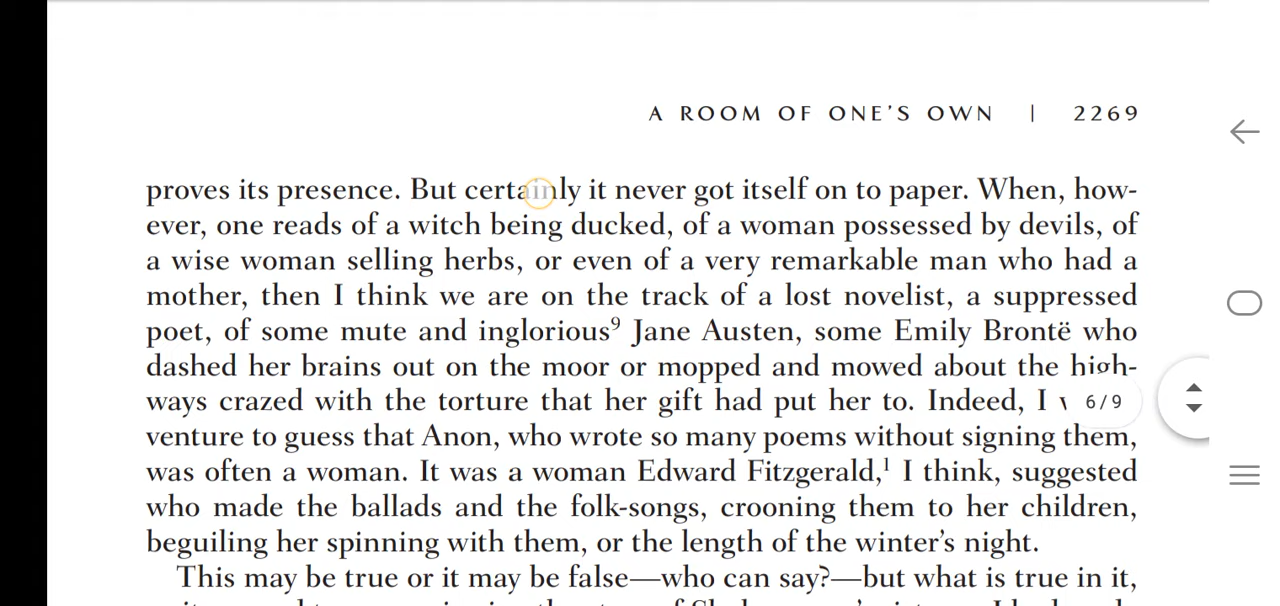 A ROOM OF ONE'S OWN | 2269
proves its presence. But certainly it never got itself on to paper. When, how-
ever, one reads of a witch being ducked, of a woman possessed by devils, of
a wise woman selling herbs, or even of a very remarkable man who had a
mother, then I think we are on the track of a lost novelist, a suppressed
poet, of some mute and inglorious⁹ Jane Austen, some Emily Brontë who
dashed her brains out on the moor or mopped and mowed about the high-
ways crazed with the torture that her gift had put her to. Indeed, I
6/9
venture to guess that Anon, who wrote so many poems without signing them,
was often a woman. It was a woman Edward Fitzgerald,¹ I think, suggested
who made the ballads and the folk-songs, crooning them to her children,
beguiling her spinning with them, or the length of the winter's night.
This may be true or it may be false—who can say?—but what is true in it,